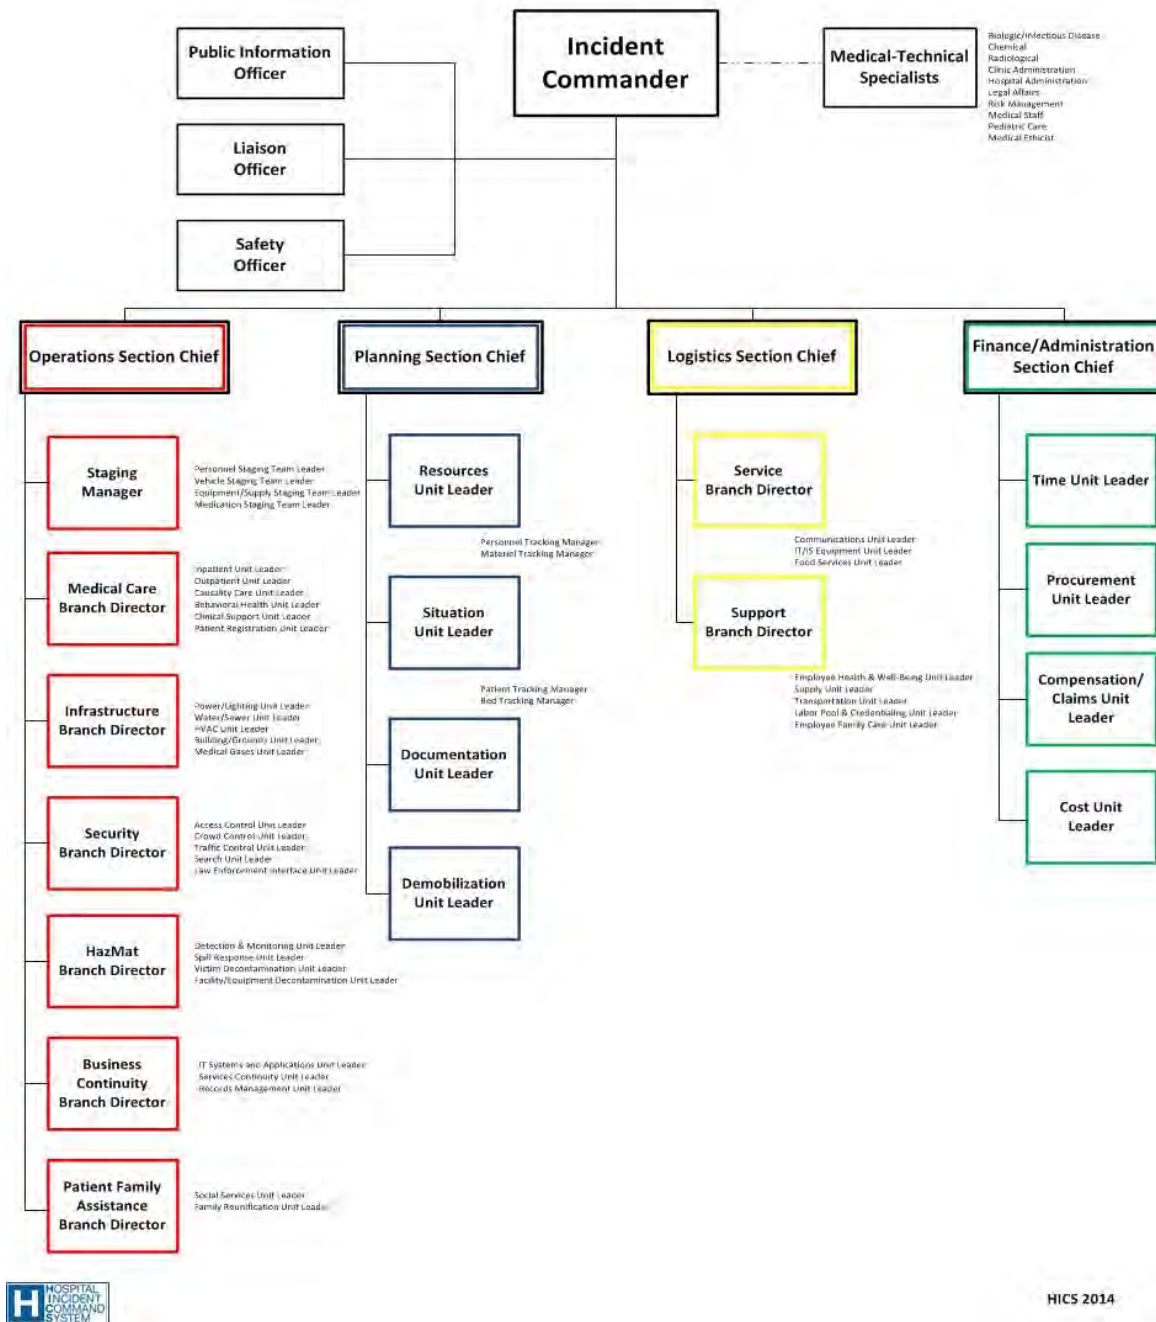 Public Information
Officer
Incident
Commander
Medical-Technical
Specialists
Biologic/Infectious Disease
Chemical
Radiological
Clinic Administration
Hospital Administration
Legal Affairs
Risk Management
Medical Staff
Pediatric Care
Medical Ethicist
Liaison
Officer
Safety
Officer
Operations Section Chief
Planning Section Chief
Logistics Section Chief
Finance/Administration
Section Chief
Staging
Manager
Personnel Staging Team Leader
Vehicle Staging Team Leader
Equipment/Supply Staging Team Leader
Medication Staging Team Leader
Medical Care
Branch Director
Inpatient Unit Leader
Outpatient Unit Leader
Causality Care Unit Leader
Behavioral Health Unit Leader
Clinical Support Unit Leader
Patient Registration Unit Leader
Infrastructure
Branch Director
Power/Lighting Unit Leader
Water/Sewer Unit Leader
HVAC Unit Leader
Building/Grounds Unit Leader
Medical Gases Unit Leader
Security
Branch Director
Access Control Unit Leader
Crowd Control Unit Leader
Traffic Control Unit Leader
Search Unit Leader
Law Enforcement Interface Unit Leader
HazMat
Branch Director
Detection & Monitoring Unit Leader
Spill Response Unit Leader
Victim Decontamination Unit Leader
Facility/Equipment Decontamination Unit Leader
Business
Continuity
Branch Director
IT Systems and Applications Unit Leader
Services Continuity Unit Leader
Records Management Unit Leader
Patient Family
Assistance
Branch Director
Social Services Unit Leader
Family Reunification Unit Leader
Resources
Unit Leader
Personnel Tracking Manager
Materiel Tracking Manager
Situation
Unit Leader
Patient Tracking Manager
Bed Tracking Manager
Documentation
Unit Leader
Demobilization
Unit Leader
Service
Branch Director
Communications Unit Leader
IT/IS Equipment Unit Leader
Food Services Unit Leader
Support
Branch Director
Employee Health & Well-Being Unit Leader
Supply Unit Leader
Transportation Unit Leader
Labor Pool & Credentialing Unit Leader
Employee Family Care Unit Leader
Time Unit Leader
Procurement
Unit Leader
Compensation/
Claims Unit
Leader
Cost Unit
Leader
H
HOSPITAL
INCIDENT
COMMAND
SYSTEM
HICS 2014